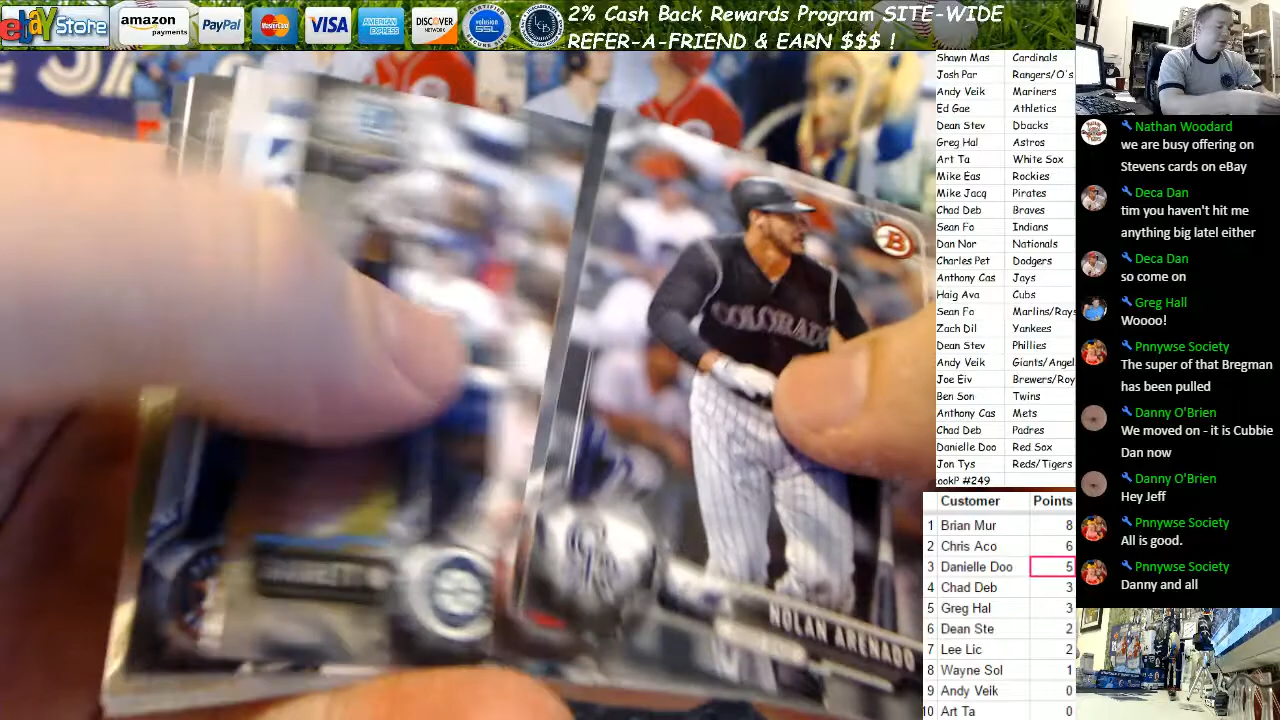 ebay Store
amazon payments
PayPal
MasterCard
VISA
AMERICAN EXPRESS
DISCOVER NETWORK
volusion SSL
2% Cash Back Rewards Program SITE-WIDE
REFER-A-FRIEND & EARN $$$ !
Shawn Mas Cardinals
Josh Par Rangers/O's
Andy Veik Mariners
Ed Gae Athletics
Dean Stev Dbacks
Greg Hal Astros
Art Ta White Sox
Mike Eas Rockies
Mike Jacq Pirates
Chad Deb Braves
Sean Fo Indians
Dan Nor Nationals
Charles Pet Dodgers
Anthony Cas Jays
Haig Ava Cubs
Sean Fo Marlins/Rays
Zach Dil Yankees
Dean Stev Phillies
Andy Veik Giants/Angel
Joe Eiv Brewers/Roy
Ben Son Twins
Anthony Cas Mets
Chad Deb Padres
Danielle Doo Red Sox
Jon Tys Reds/Tigers
ookP #249
Customer Points
1 Brian Mur 8
2 Chris Aco 6
3 Danielle Doo 5
4 Chad Deb 3
5 Greg Hal 3
6 Dean Ste 2
7 Lee Lic 2
8 Wayne Sol 1
9 Andy Veik 0
10 Art Ta 0
Nathan Woodard
we are busy offering on
Stevens cards on eBay
Deca Dan
tim you haven't hit me
anything big latel either
Deca Dan
so come on
Greg Hall
Woooo!
Pnnywse Society
The super of that Bregman
has been pulled
Danny O'Brien
We moved on - it is Cubbie
Dan now
Danny O'Brien
Hey Jeff
Pnnywse Society
All is good.
Pnnywse Society
Danny and all
B
COLORADO
NOLAN ARENADO